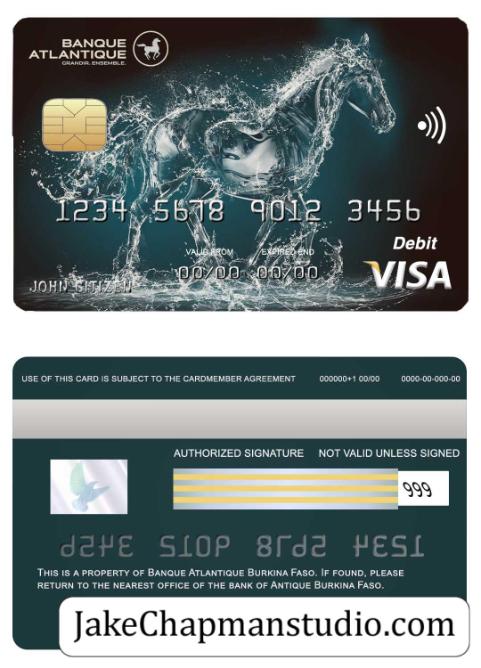 BANQUE
ATLANTIQUE
GRANDIR. ENSEMBLE.
1234 5678 9012 3456
VALID FROM EXPIRED END
00/00 00/00
JOHN CITIZEN
Debit
VISA
USE OF THIS CARD IS SUBJECT TO THE CARDMEMBER AGREEMENT 000000+1 00/00 0000-00-000-00
AUTHORIZED SIGNATURE NOT VALID UNLESS SIGNED
999
THIS IS A PROPERTY OF BANQUE ATLANTIQUE BURKINA FASO. IF FOUND, PLEASE
RETURN TO THE NEAREST OFFICE OF THE BANK OF ANTIQUE BURKINA FASO.
JakeChapmanstudio.com